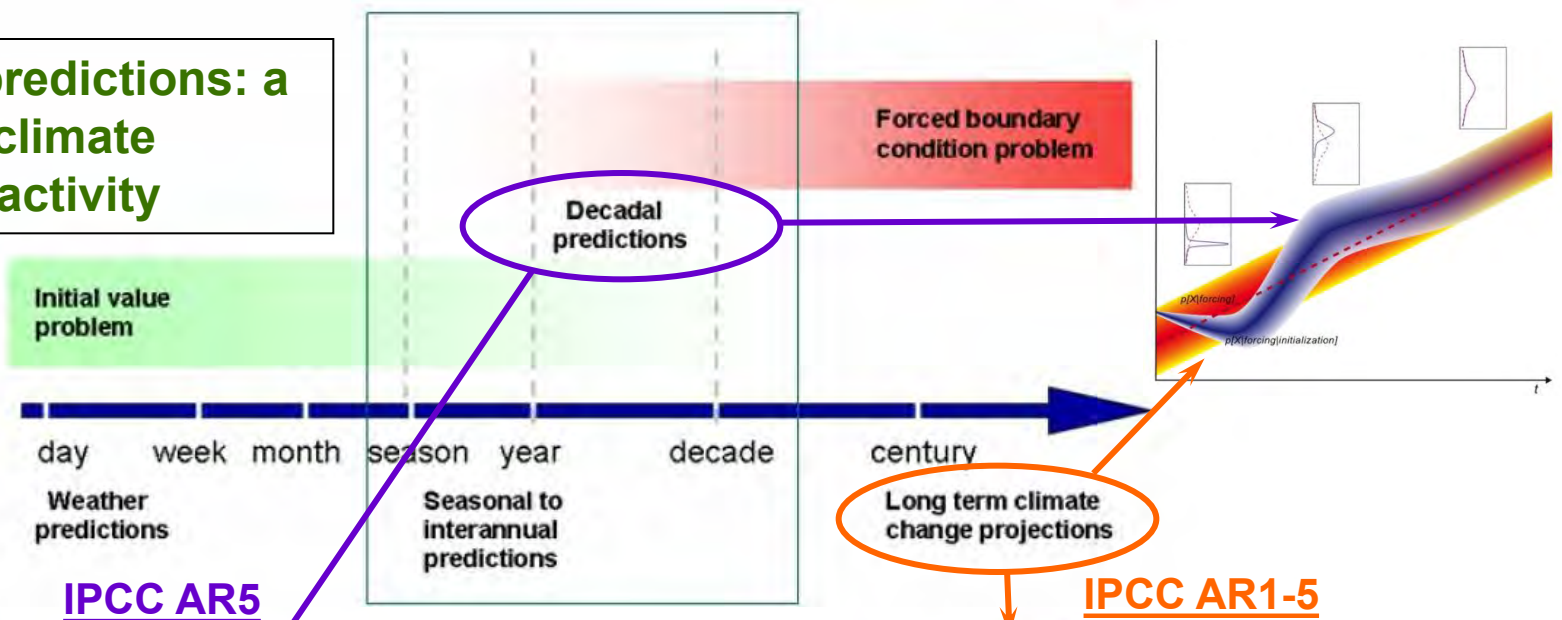 predictions: a
climate
activity
Forced boundary
condition problem
Decadal
predictions
Initial value
problem
p[X|forcing]
p[X|forcing|initialization]
t
day week month season year decade century
Weather
predictions
Seasonal to
interannual
predictions
Long term climate
change projections
IPCC AR5
IPCC AR1-5